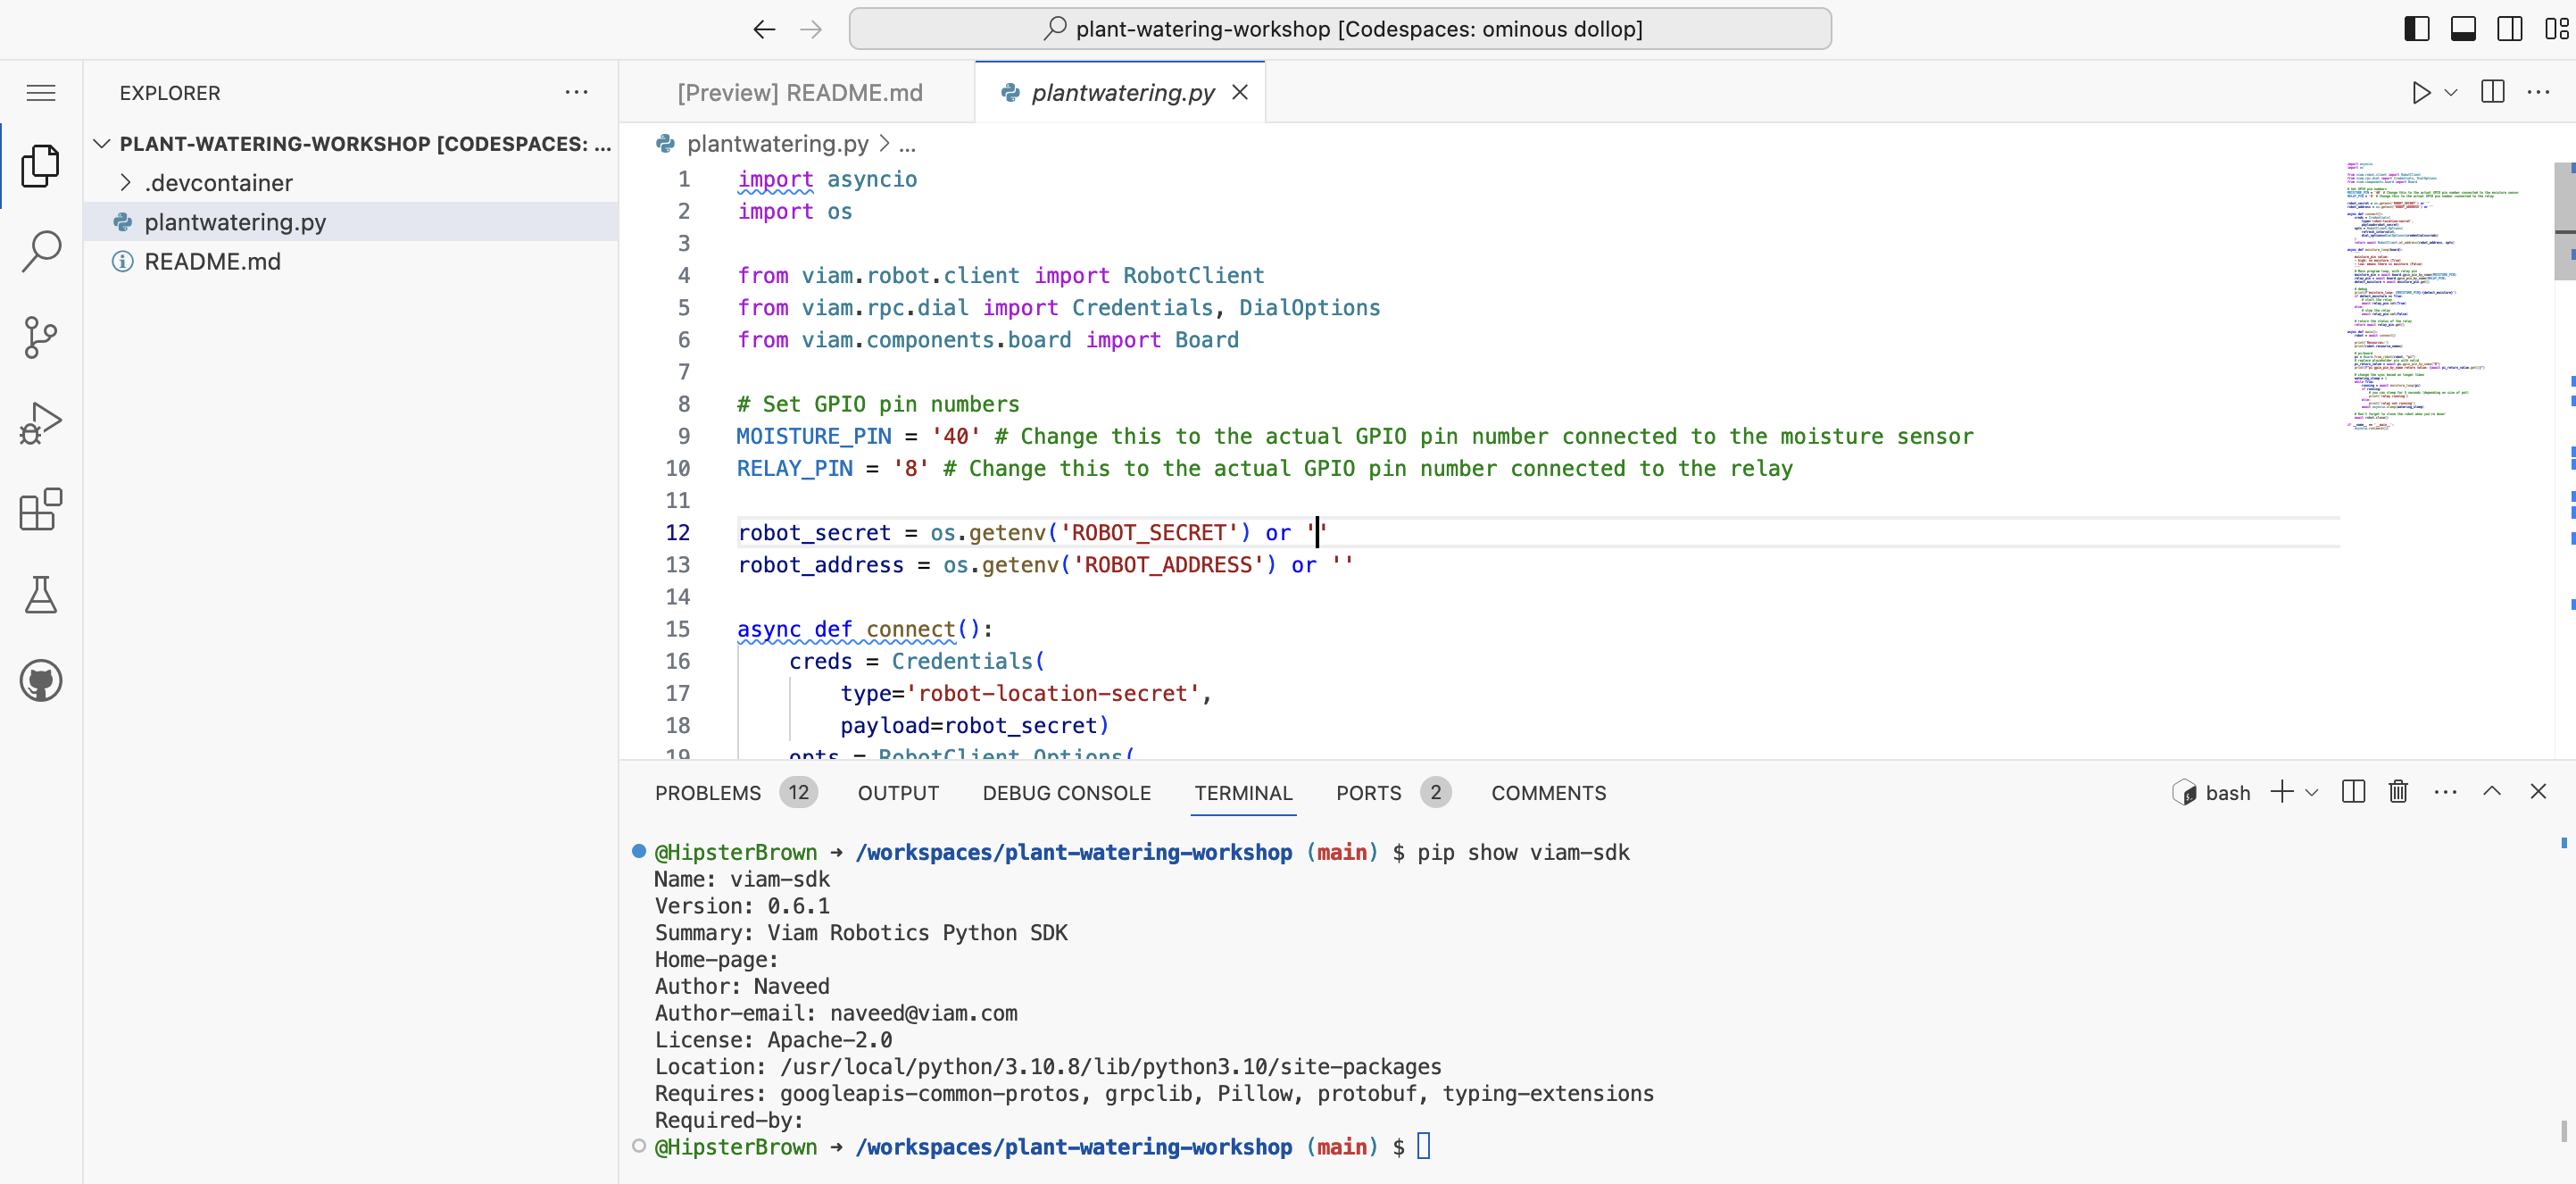 plant-watering-workshop [Codespaces: ominous dollop]
EXPLORER
PLANT-WATERING-WORKSHOP [CODESPACES: ...
.devcontainer
plantwatering.py
README.md
[Preview] README.md
plantwatering.py
plantwatering.py > ...
1 import asyncio
2 import os
3
4 from viam.robot.client import RobotClient
5 from viam.rpc.dial import Credentials, DialOptions
6 from viam.components.board import Board
7
8 # Set GPIO pin numbers
9 MOISTURE_PIN = '40' # Change this to the actual GPIO pin number connected to the moisture sensor
10 RELAY_PIN = '8' # Change this to the actual GPIO pin number connected to the relay
11
12 robot_secret = os.getenv('ROBOT_SECRET') or ''
13 robot_address = os.getenv('ROBOT_ADDRESS') or ''
14
15 async def connect():
16 creds = Credentials(
17 type='robot-location-secret',
18 payload=robot_secret)
19 opts = RobotClient.Options(
PROBLEMS 12 OUTPUT DEBUG CONSOLE TERMINAL PORTS 2 COMMENTS
bash
@HipsterBrown → /workspaces/plant-watering-workshop (main) $ pip show viam-sdk
Name: viam-sdk
Version: 0.6.1
Summary: Viam Robotics Python SDK
Home-page:
Author: Naveed
Author-email: naveed@viam.com
License: Apache-2.0
Location: /usr/local/python/3.10.8/lib/python3.10/site-packages
Requires: googleapis-common-protos, grpclib, Pillow, protobuf, typing-extensions
Required-by:
@HipsterBrown → /workspaces/plant-watering-workshop (main) $